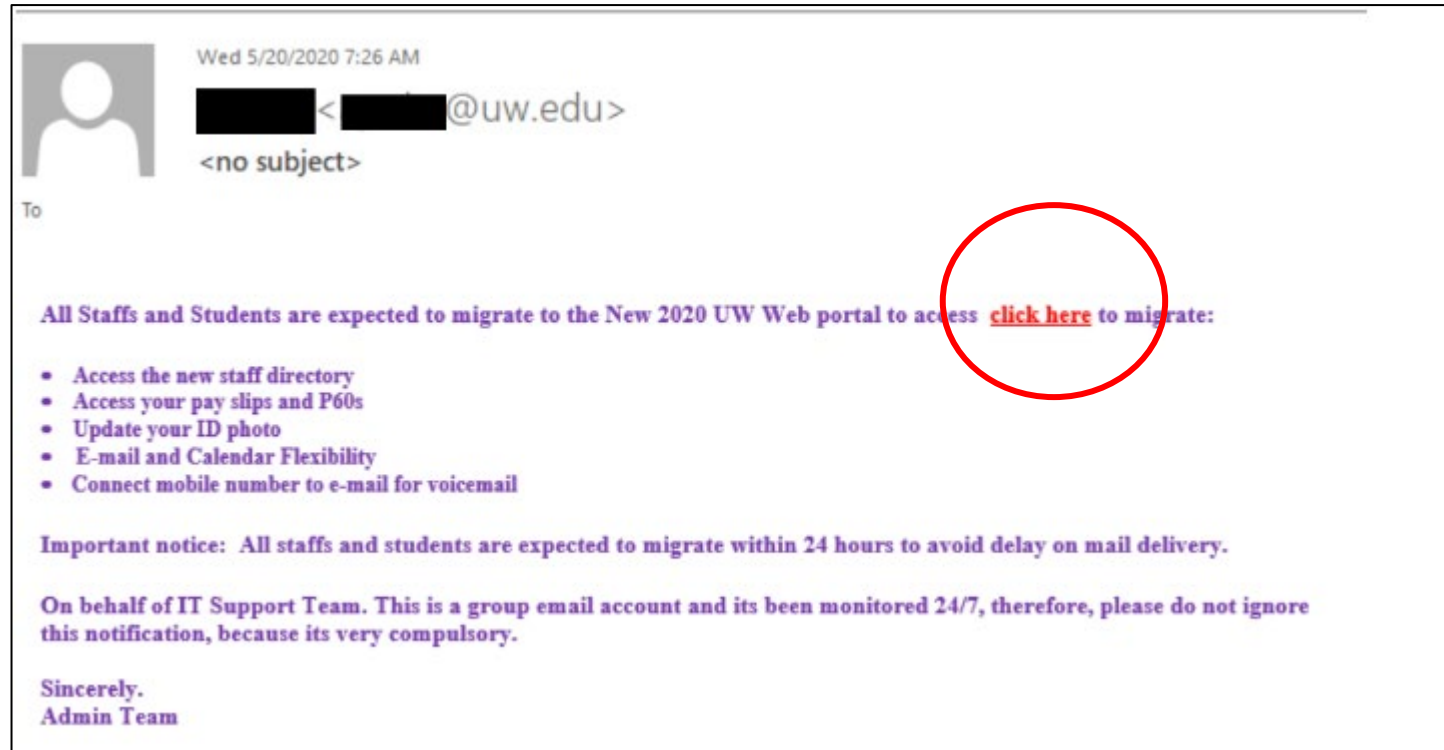 Wed 5/20/2020 7:26 AM
< @uw.edu>
<no subject>
To
All Staffs and Students are expected to migrate to the New 2020 UW Web portal to access click here to migrate:
• Access the new staff directory
• Access your pay slips and P60s
• Update your ID photo
• E-mail and Calendar Flexibility
• Connect mobile number to e-mail for voicemail
Important notice: All staffs and students are expected to migrate within 24 hours to avoid delay on mail delivery.
On behalf of IT Support Team. This is a group email account and its been monitored 24/7, therefore, please do not ignore
this notification, because its very compulsory.
Sincerely.
Admin Team